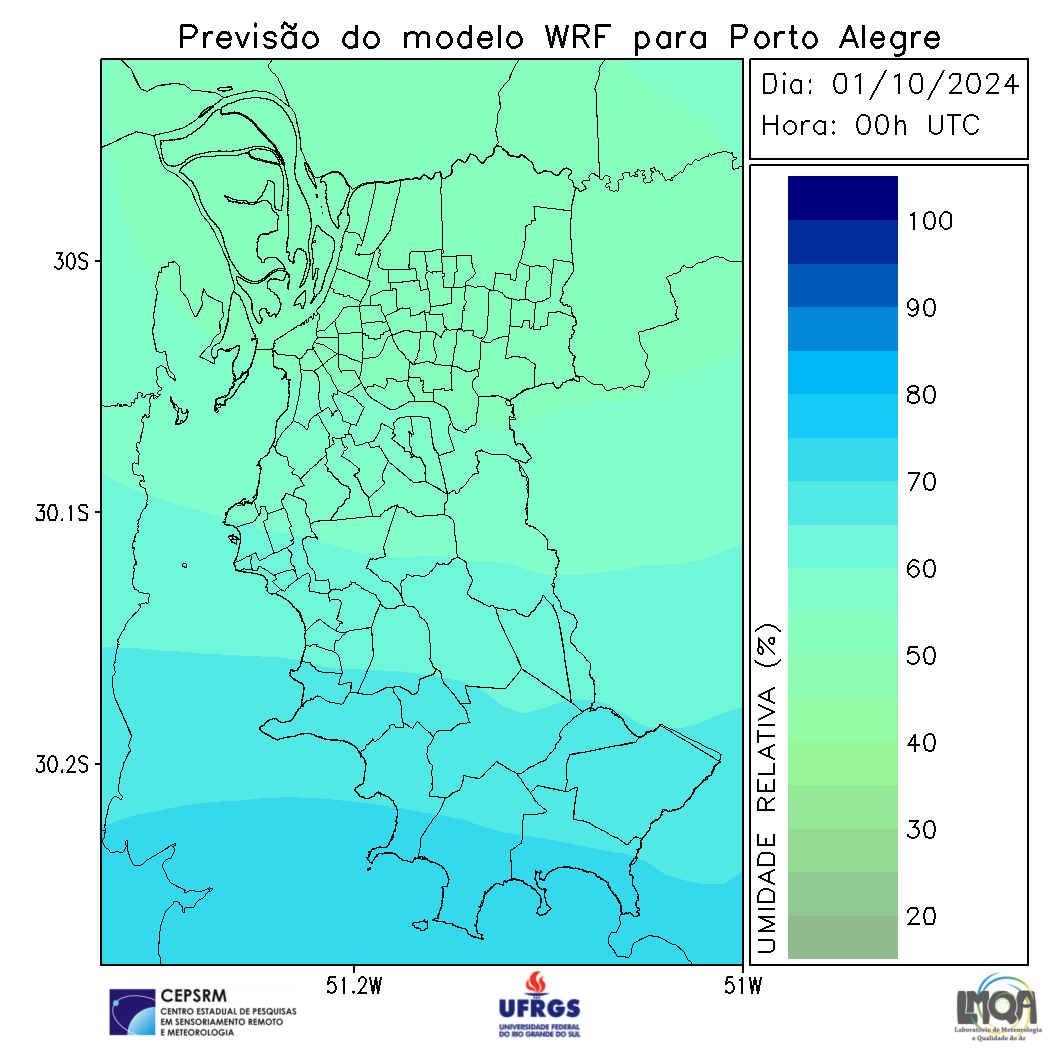 Previsão do modelo WRF para Porto Alegre
Dia: 01/10/2024
Hora: 00h UTC
30S
30.1S
30.2S
51.2W
51W
UMIDADE RELATIVA (%)
100
90
80
70
60
50
40
30
20
CEPSRM
CENTRO ESTADUAL DE PESQUISAS
EM SENSORIAMENTO REMOTO
E METEOROLOGIA
UFRGS
UNIVERSIDADE FEDERAL
DO RIO GRANDE DO SUL
LMQA
Laboratório de Meteorologia
e Qualidade do Ar